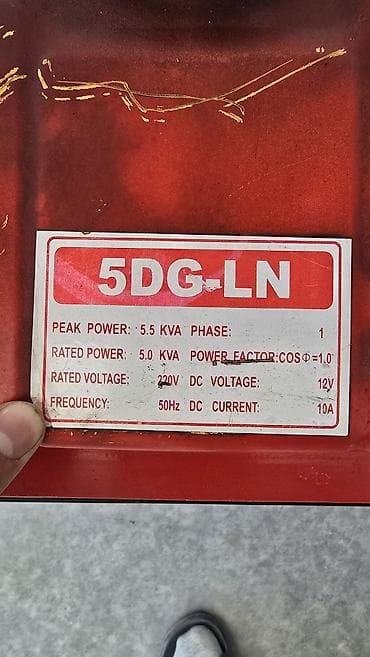 5DG-LN
PEAK POWER: 5.5 KVA PHASE: 1
RATED POWER: 5.0 KVA POWER FACTOR:COSΦ=1.0
RATED VOLTAGE: 220V DC VOLTAGE: 12V
FREQUENCY: 50Hz DC CURRENT: 10A